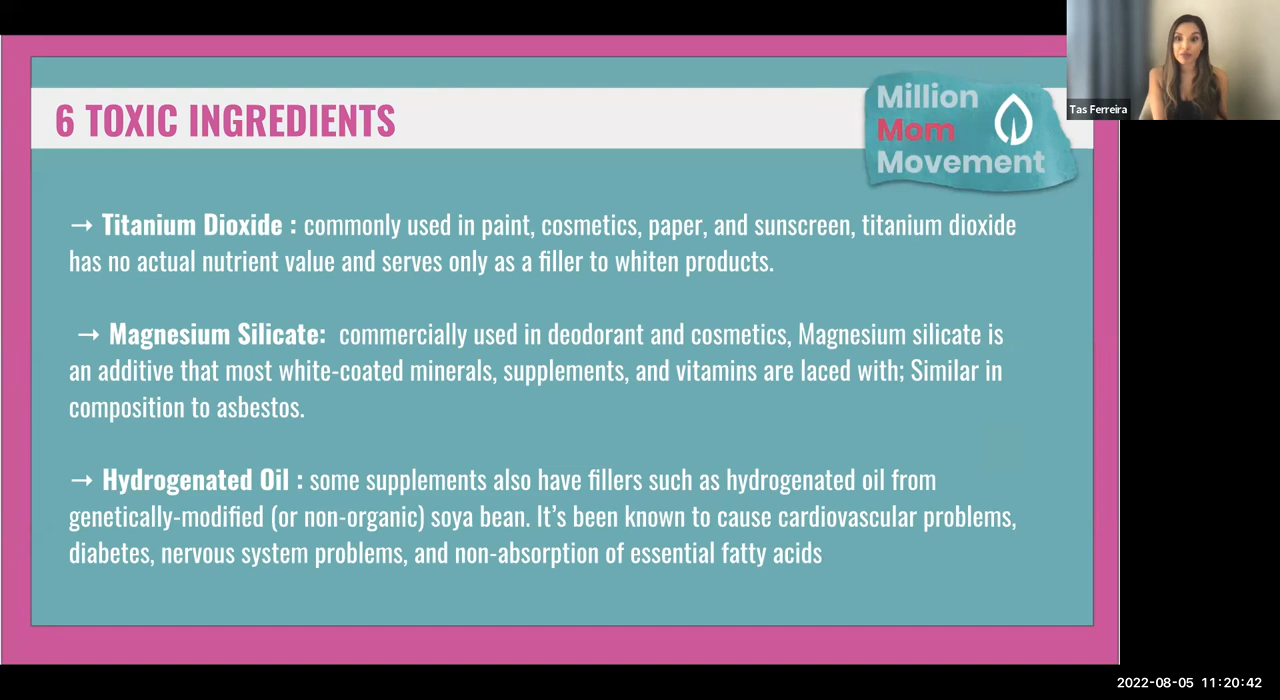 6 TOXIC INGREDIENTS
Million
Mom
Movement
Tas Ferreira
→ Titanium Dioxide : commonly used in paint, cosmetics, paper, and sunscreen, titanium dioxide
has no actual nutrient value and serves only as a filler to whiten products.
→ Magnesium Silicate: commercially used in deodorant and cosmetics, Magnesium silicate is
an additive that most white-coated minerals, supplements, and vitamins are laced with; Similar in
composition to asbestos.
→ Hydrogenated Oil : some supplements also have fillers such as hydrogenated oil from
genetically-modified (or non-organic) soya bean. It’s been known to cause cardiovascular problems,
diabetes, nervous system problems, and non-absorption of essential fatty acids
2022-08-05 11:20:42